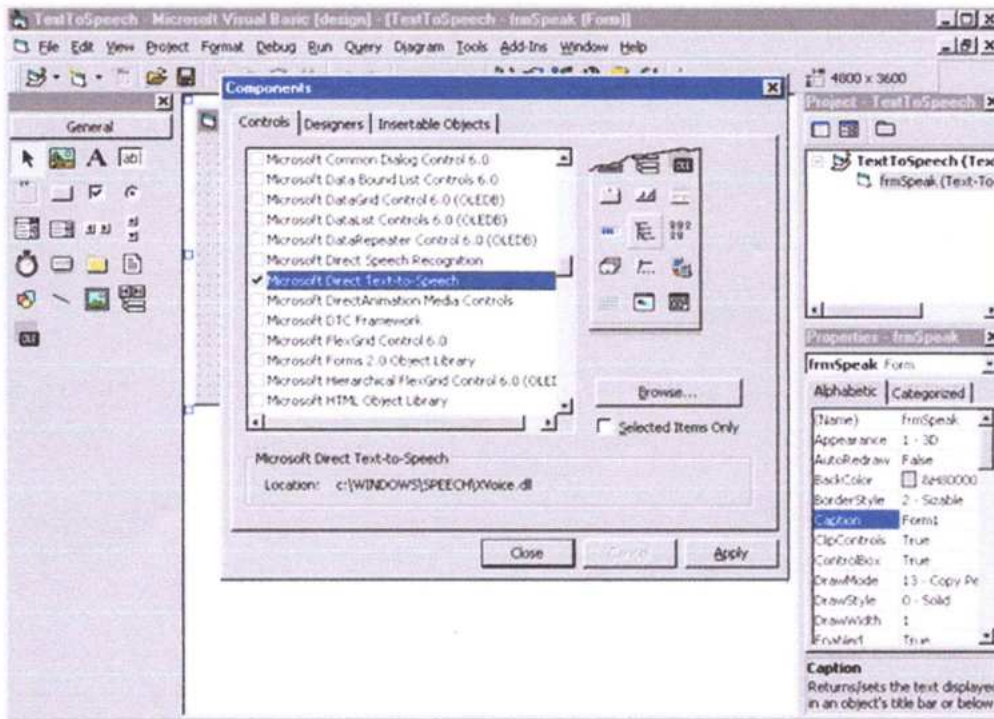 TextToSpeech - Microsoft Visual Basic [design] - [TextToSpeech - frmSpeak (Form)]
File Edit View Project Format Debug Run Query Diagram Tools Add-Ins Window Help
4800 x 3600
General
Components
Controls Designers Insertable Objects
Microsoft Common Dialog Control 6.0
Microsoft Data Bound List Controls 6.0
Microsoft DataGrid Control 6.0 (OLEDB)
Microsoft DataList Controls 6.0 (OLEDB)
Microsoft DataRepeater Control 6.0 (OLEDB)
Microsoft Direct Speech Recognition
Microsoft Direct Text-to-Speech
Microsoft DirectAnimation Media Controls
Microsoft DTC Framework
Microsoft FlexGrid Control 6.0
Microsoft Forms 2.0 Object Library
Microsoft Hierarchical FlexGrid Control 6.0 (OLE
Microsoft HTML Object Library
Browse...
Selected Items Only
Microsoft Direct Text-to-Speech
Location: c:\WINDOWS\SPEECH\XVoice.dll
Close Cancel Apply
Project - TextToSpeech
TextToSpeech (Tex
frmSpeak (Text-To
Properties - frmSpeak
frmSpeak Form
Alphabetic Categorized
(Name) frmSpeak
Appearance 1 - 3D
AutoRedraw False
BackColor
BorderStyle 2 - Sizable
Caption Form1
ClipControls True
ControlBox True
DrawMode 13 - Copy Pe
DrawStyle 0 - Solid
DrawWidth 1
Enabled True
Caption
Returns/sets the text displayed
in an object's title bar or below